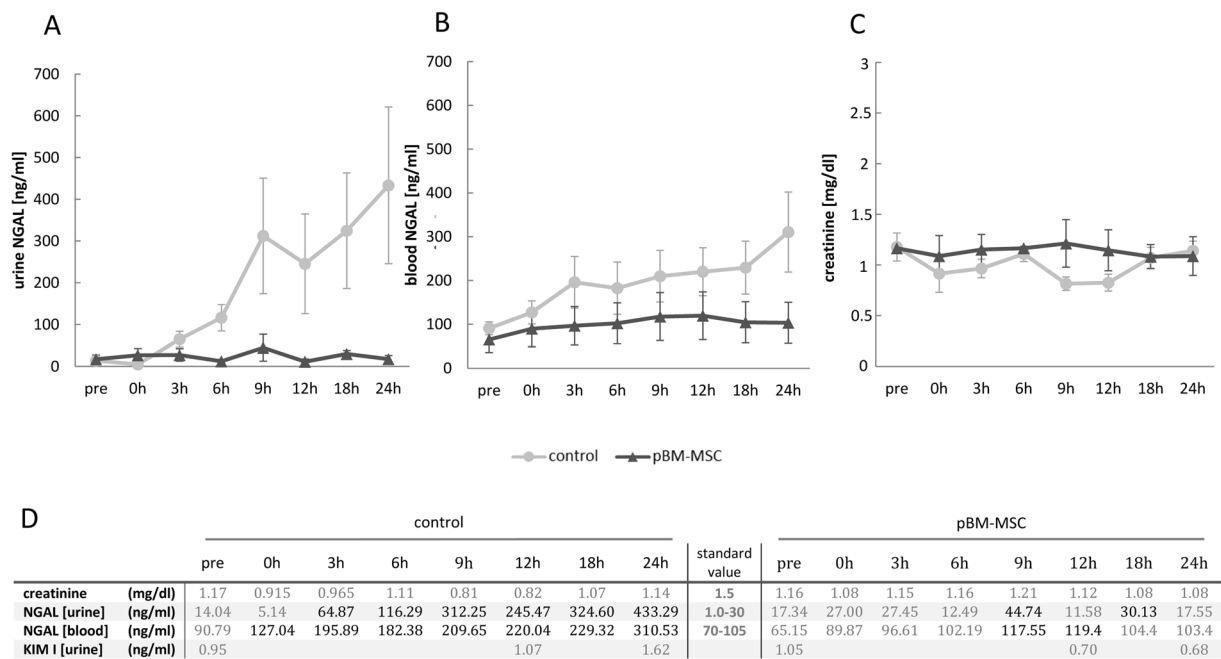 A
B
C
700
600
500
400
300
200
100
0
urine NGAL [ng/ml]
pre 0h 3h 6h 9h 12h 18h 24h
700
600
500
400
300
200
100
0
blood NGAL [ng/ml]
pre 0h 3h 6h 9h 12h 18h 24h
3
2.5
2
1.5
1
0.5
0
creatinine [mg/dl]
pre 0h 3h 6h 9h 12h 18h 24h
control pBM-MSC
D
control pBM-MSC
pre 0h 3h 6h 9h 12h 18h 24h standard value pre 0h 3h 6h 9h 12h 18h 24h
creatinine (mg/dl) 1.17 0.915 0.965 1.11 0.81 0.82 1.07 1.14 1.5 1.16 1.08 1.15 1.16 1.21 1.12 1.08 1.08
NGAL [urine] (ng/ml) 14.04 5.14 64.87 116.29 312.25 245.47 324.60 433.29 1.0-30 17.34 27.00 27.45 12.49 44.74 11.58 30.13 17.55
NGAL [blood] (ng/ml) 90.79 127.04 195.89 182.38 209.65 220.04 229.32 310.53 70-105 65.15 89.87 96.61 102.19 117.55 119.4 104.4 103.4
KIM I [urine] (ng/ml) 0.95 1.07 1.62 1.05 0.70 0.68